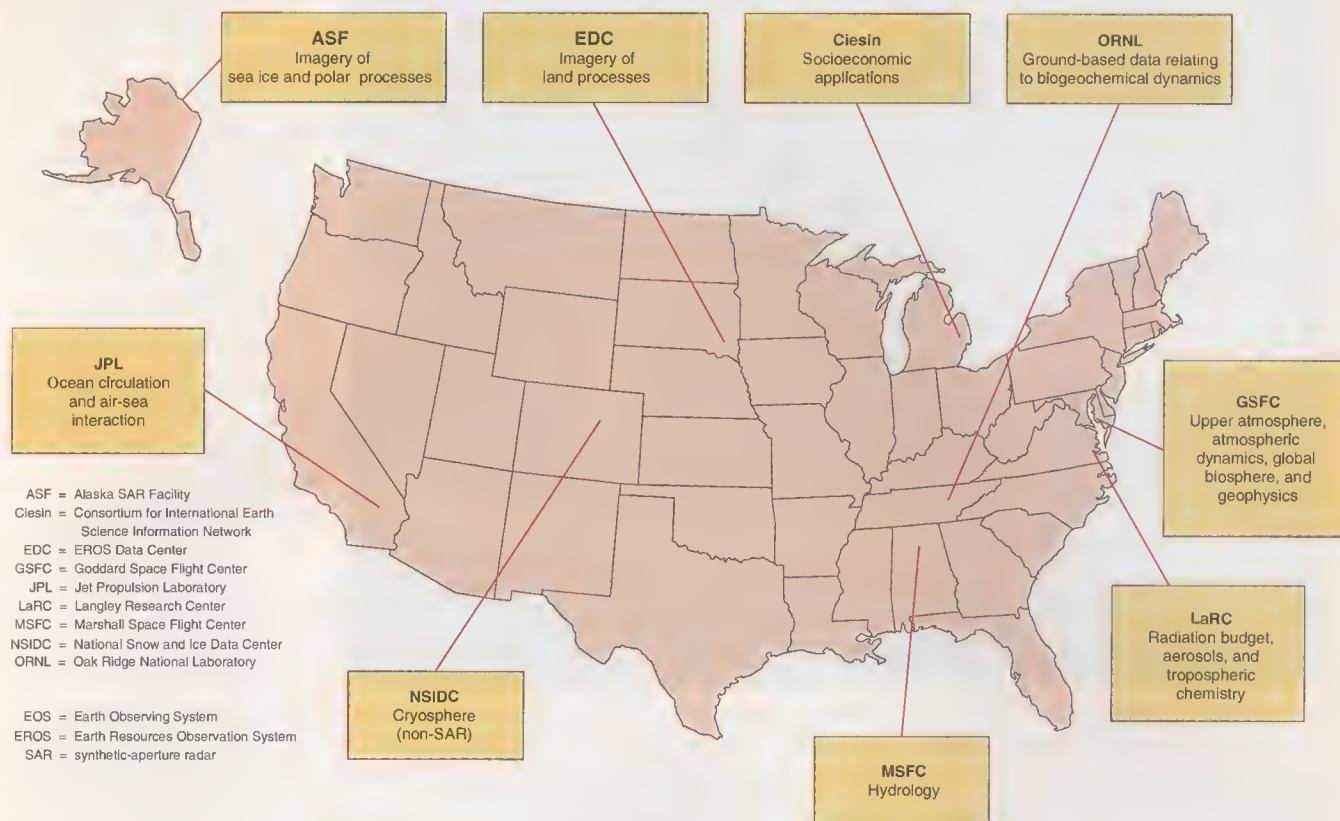 ASF
Imagery of
sea ice and polar processes
EDC
Imagery of
land processes
Ciesin
Socioeconomic
applications
ORNL
Ground-based data relating
to biogeochemical dynamics
JPL
Ocean circulation
and air-sea
interaction
GSFC
Upper atmosphere,
atmospheric
dynamics, global
biosphere, and
geophysics
ASF = Alaska SAR Facility
Ciesin = Consortium for International Earth
Science Information Network
EDC = EROS Data Center
GSFC = Goddard Space Flight Center
JPL = Jet Propulsion Laboratory
LaRC = Langley Research Center
MSFC = Marshall Space Flight Center
NSIDC = National Snow and Ice Data Center
ORNL = Oak Ridge National Laboratory
EOS = Earth Observing System
EROS = Earth Resources Observation System
SAR = synthetic-aperture radar
NSIDC
Cryosphere
(non-SAR)
LaRC
Radiation budget,
aerosols, and
tropospheric
chemistry
MSFC
Hydrology